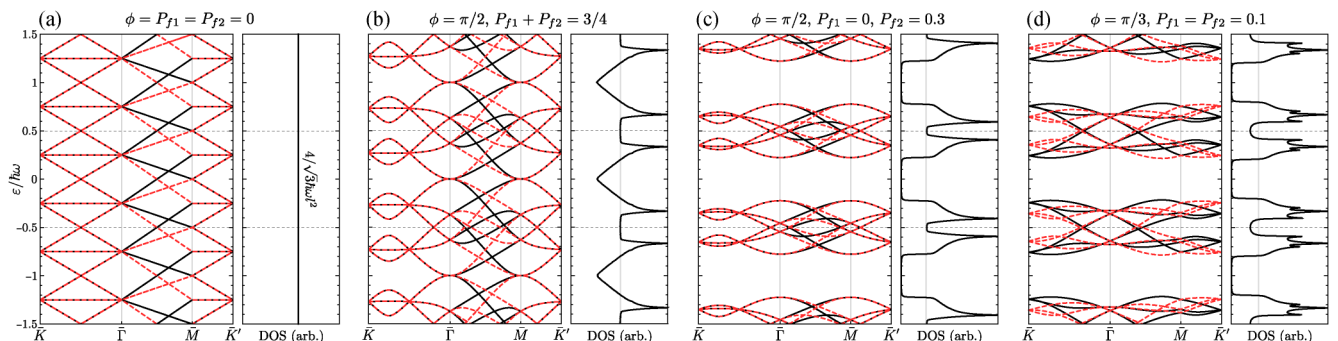 (a) ϕ = P_{f1} = P_{f2} = 0
(b) ϕ = π/2, P_{f1} + P_{f2} = 3/4
(c) ϕ = π/2, P_{f1} = 0, P_{f2} = 0.3
(d) ϕ = π/3, P_{f1} = P_{f2} = 0.1
1.5
1
0.5
0
−0.5
−1
−1.5
ε/ħω
4/√3ħωl²
K̄ Γ̄ M̄ K̄′ DOS (arb.)
K̄ Γ̄ M̄ K̄′ DOS (arb.)
K̄ Γ̄ M̄ K̄′ DOS (arb.)
K̄ Γ̄ M̄ K̄′ DOS (arb.)